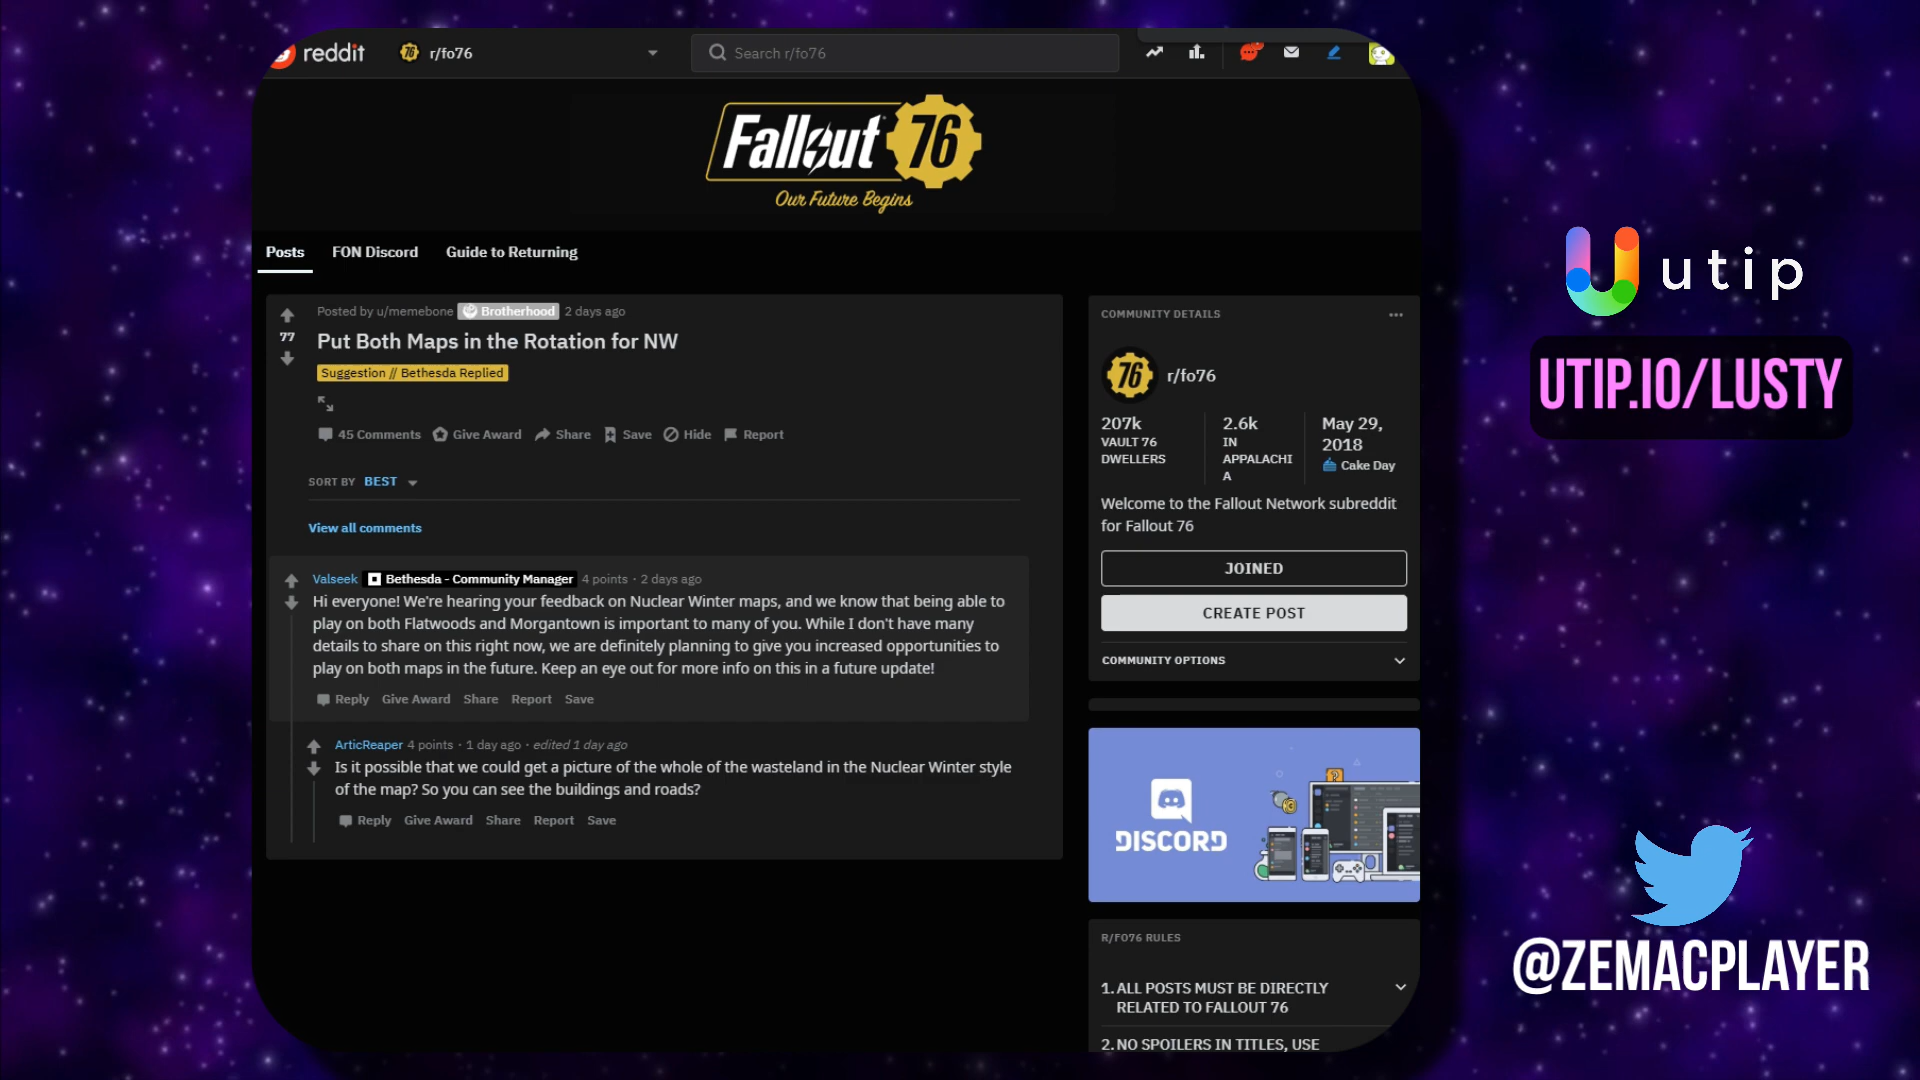 reddit
r/fo76
Search r/fo76
Fallout 76
Our Future Begins
Posts
FON Discord
Guide to Returning
Posted by u/memebone Brotherhood 2 days ago
77
Put Both Maps in the Rotation for NW
Suggestion // Bethesda Replied
45 Comments Give Award Share Save Hide Report
SORT BY BEST
View all comments
Valseek Bethesda - Community Manager 4 points · 2 days ago
Hi everyone! We're hearing your feedback on Nuclear Winter maps, and we know that being able to
play on both Flatwoods and Morgantown is important to many of you. While I don't have many
details to share on this right now, we are definitely planning to give you increased opportunities to
play on both maps in the future. Keep an eye out for more info on this in a future update!
Reply Give Award Share Report Save
ArticReaper 4 points · 1 day ago · edited 1 day ago
Is it possible that we could get a picture of the whole of the wasteland in the Nuclear Winter style
of the map? So you can see the buildings and roads?
Reply Give Award Share Report Save
COMMUNITY DETAILS
76
r/fo76
207k
VAULT 76
DWELLERS
2.6k
IN
APPALACHI
A
May 29,
2018
Cake Day
Welcome to the Fallout Network subreddit
for Fallout 76
JOINED
CREATE POST
COMMUNITY OPTIONS
DISCORD
R/FO76 RULES
1. ALL POSTS MUST BE DIRECTLY
RELATED TO FALLOUT 76
2. NO SPOILERS IN TITLES, USE
utip
UTIP.IO/LUSTY
@ZEMACPLAYER